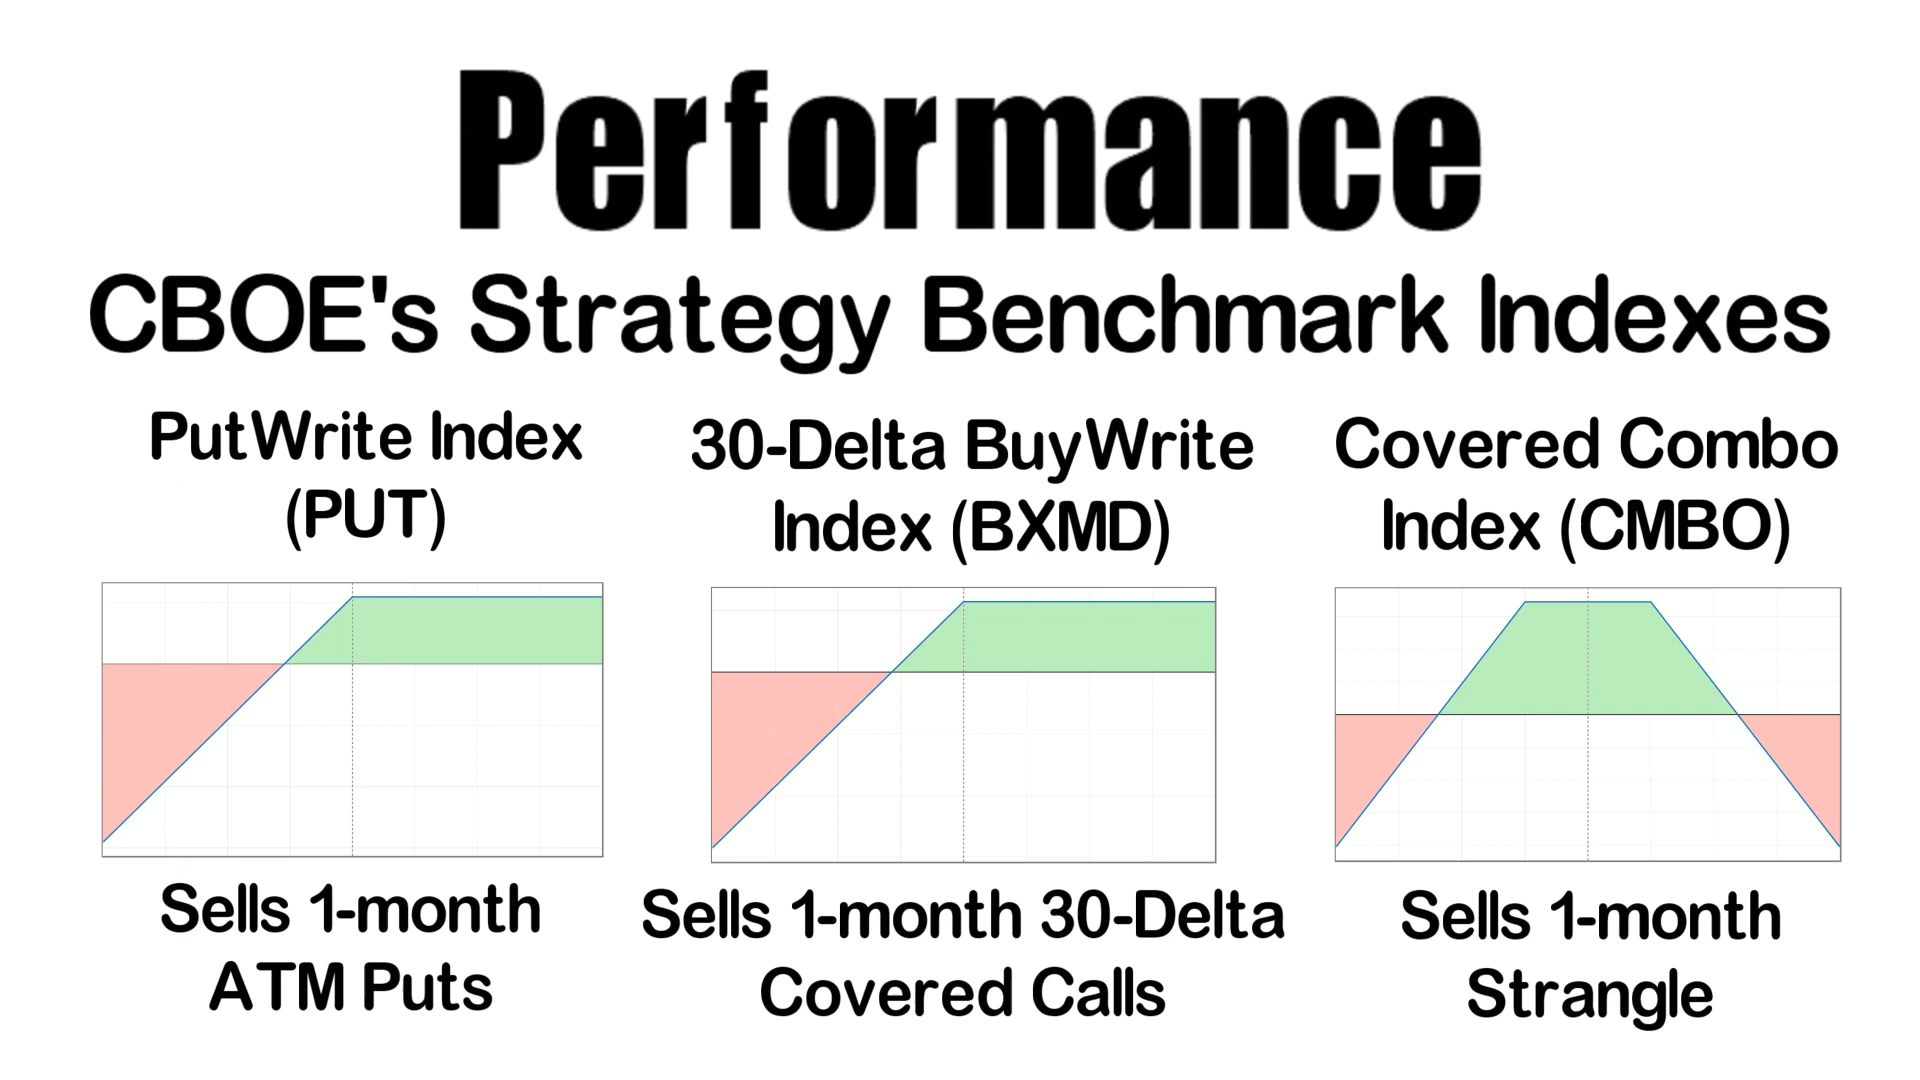 Performance
CBOE's Strategy Benchmark Indexes
PutWrite Index
(PUT)
30-Delta BuyWrite
Index (BXMD)
Covered Combo
Index (CMBO)
Sells 1-month
ATM Puts
Sells 1-month 30-Delta
Covered Calls
Sells 1-month
Strangle